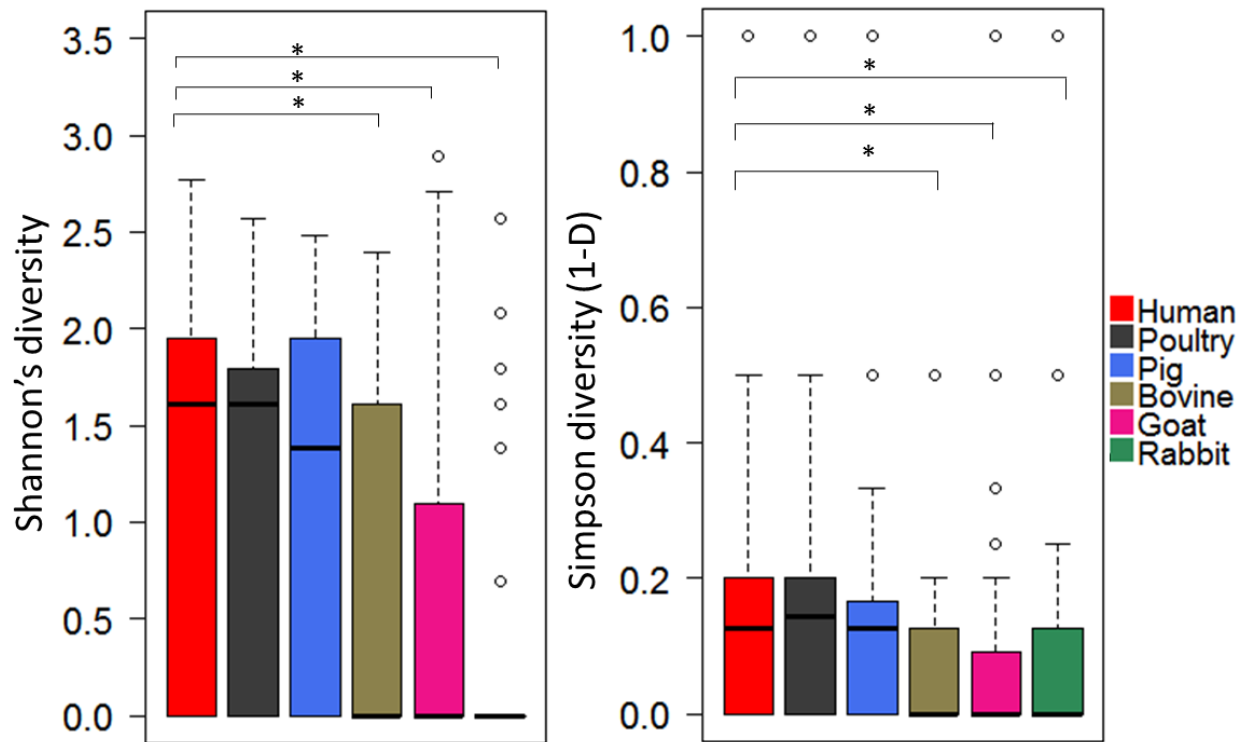 Shannon's diversity
3.5
3.0
2.5
2.0
1.5
1.0
0.5
0.0
*
*
*
Simpson diversity (1-D)
1.0
0.8
0.6
0.4
0.2
0.0
*
*
*
Human
Poultry
Pig
Bovine
Goat
Rabbit